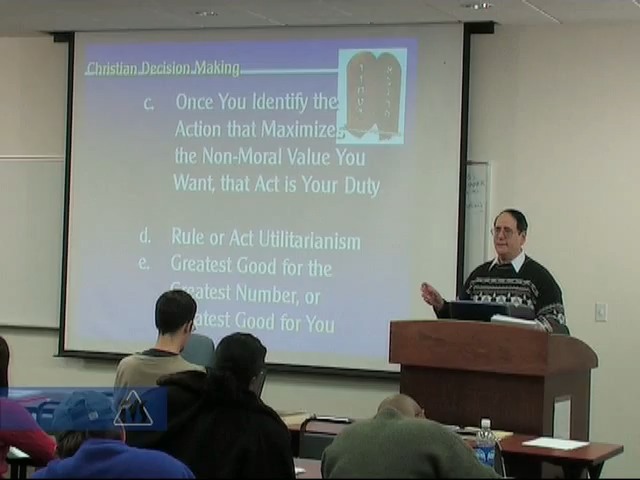 Christian Decision Making
c. Once You Identify the
Action that Maximizes
the Non-Moral Value You
Want, that Act is Your Duty
d. Rule or Act Utilitarianism
e. Greatest Good for the
Greatest Number, or
Greatest Good for You